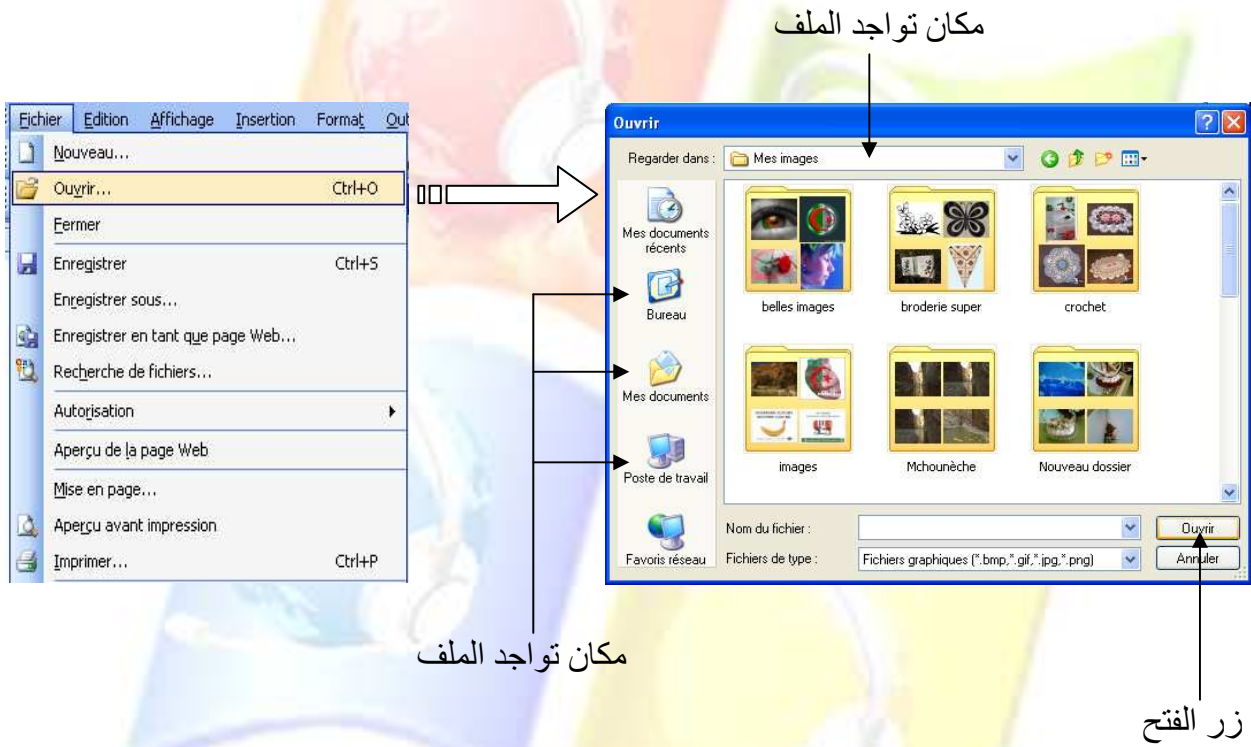 مكان تواجد الملف
Fichier Edition Affichage Insertion Format Out
Nouveau...
Ouvrir... Ctrl+O
Fermer
Enregistrer Ctrl+S
Enregistrer sous...
Enregistrer en tant que page Web...
Recherche de fichiers...
Autorisation
Aperçu de la page Web
Mise en page...
Aperçu avant impression
Imprimer... Ctrl+P
Ouvrir
Regarder dans : Mes images
Mes documents
récents
Bureau
Mes documents
Poste de travail
Favoris réseau
belles images broderie super crochet
images Mchounèche Nouveau dossier
Nom du fichier : Ouvrir
Fichiers de type : Fichiers graphiques (*.bmp,*.gif,*.jpg,*.png) Annuler
مكان تواجد الملف
زر الفتح